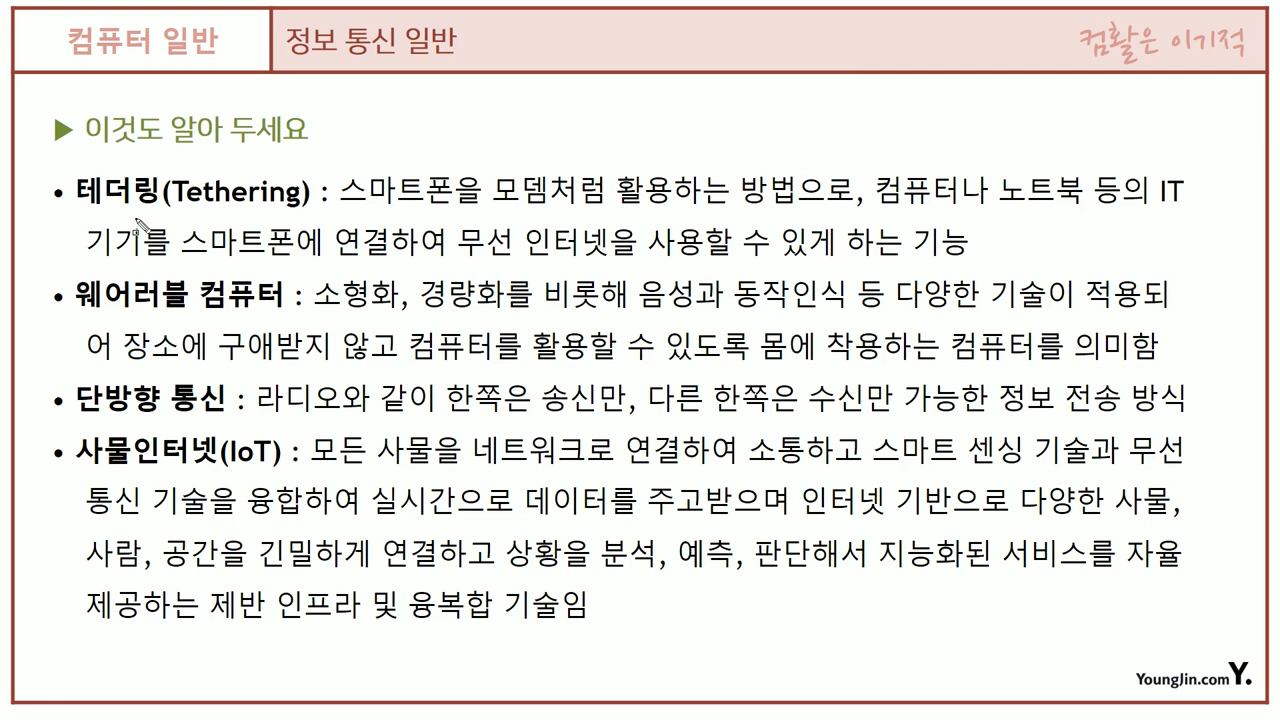 컴퓨터 일반
정보 통신 일반
컴활은 이기적
▶ 이것도 알아 두세요
• 테더링(Tethering) : 스마트폰을 모뎀처럼 활용하는 방법으로, 컴퓨터나 노트북 등의 IT
기기를 스마트폰에 연결하여 무선 인터넷을 사용할 수 있게 하는 기능
• 웨어러블 컴퓨터 : 소형화, 경량화를 비롯해 음성과 동작인식 등 다양한 기술이 적용되
어 장소에 구애받지 않고 컴퓨터를 활용할 수 있도록 몸에 착용하는 컴퓨터를 의미함
• 단방향 통신 : 라디오와 같이 한쪽은 송신만, 다른 한쪽은 수신만 가능한 정보 전송 방식
• 사물인터넷(IoT) : 모든 사물을 네트워크로 연결하여 소통하고 스마트 센싱 기술과 무선
통신 기술을 융합하여 실시간으로 데이터를 주고받으며 인터넷 기반으로 다양한 사물,
사람, 공간을 긴밀하게 연결하고 상황을 분석, 예측, 판단해서 지능화된 서비스를 자율
제공하는 제반 인프라 및 융복합 기술임
YoungJin.com Y.